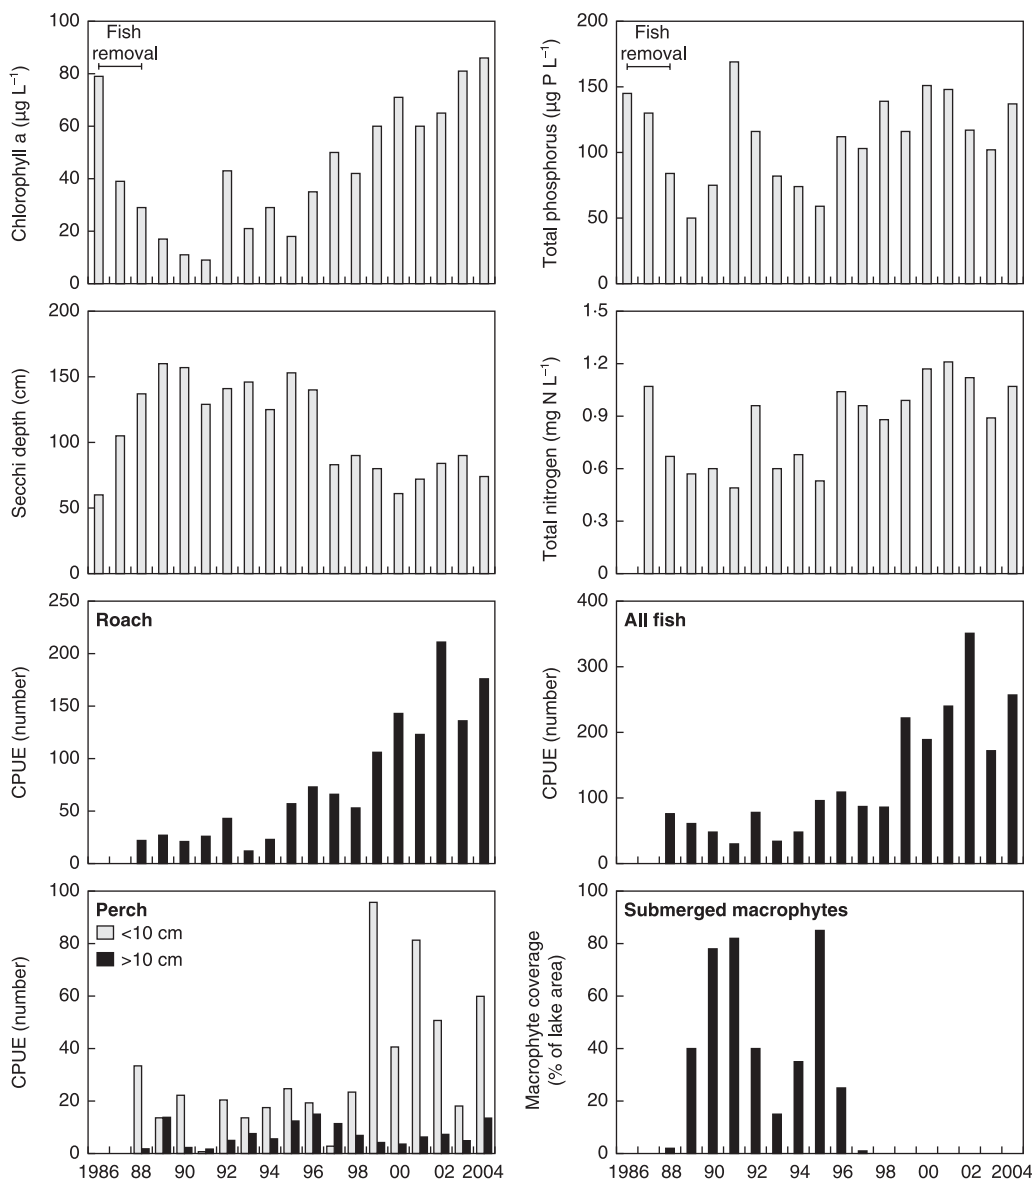 Chlorophyll a (µg L⁻¹)
100
80
60
40
20
0
Fish
removal
Total phosphorus (µg P L⁻¹)
200
150
100
50
0
Fish
removal
Secchi depth (cm)
200
150
100
50
0
Total nitrogen (mg N L⁻¹)
1·5
1·2
0·9
0·6
0·3
0
CPUE (number)
250
200
150
100
50
0
Roach
CPUE (number)
400
300
200
100
0
All fish
CPUE (number)
100
80
60
40
20
0
Perch
<10 cm
>10 cm
1986 88 90 92 94 96 98 00 02 2004
Macrophyte coverage
(% of lake area)
100
80
60
40
20
0
Submerged macrophytes
1986 88 90 92 94 96 98 00 02 2004